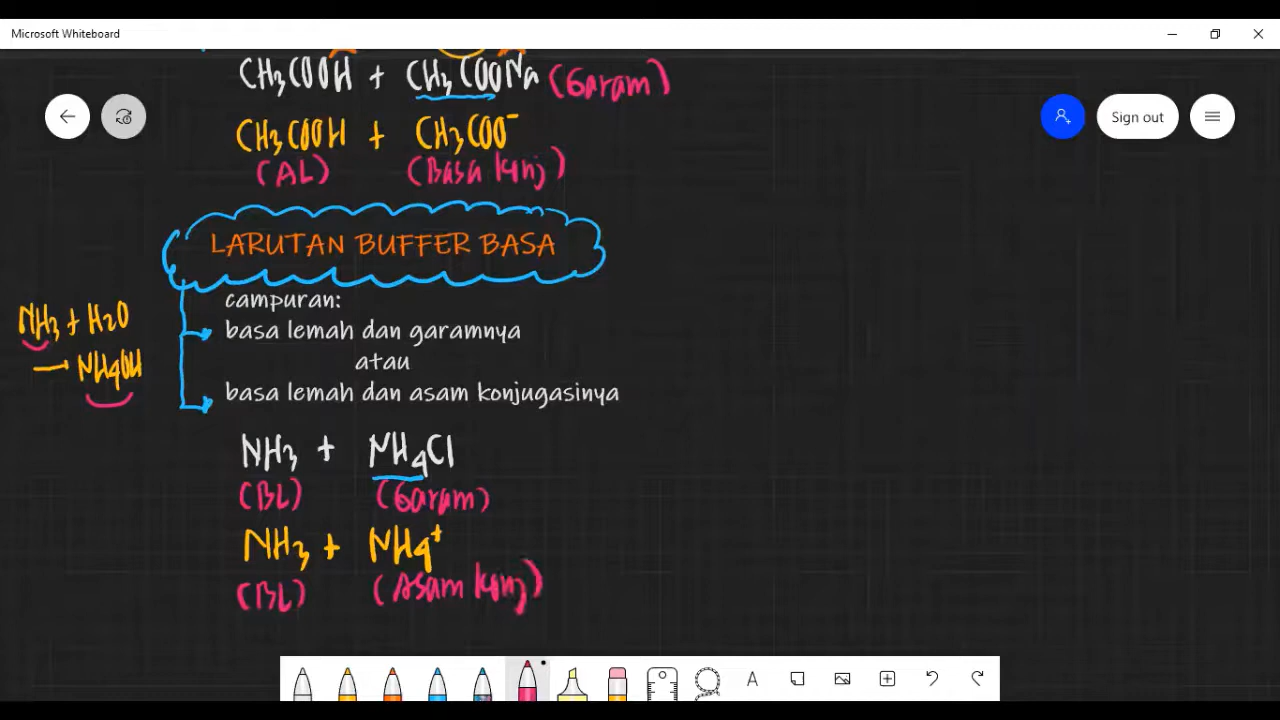 Microsoft Whiteboard
Sign out
CH3COOH + CH3COONa (Garam)
CH3COOH + CH3COO⁻
(AL) (Basa konj)
LARUTAN BUFFER BASA
campuran:
NH3 + H2O
basa lemah dan garamnya
→ NH4OH
atau
basa lemah dan asam konjugasinya
NH3 + NH4Cl
(BL) (Garam)
NH3 + NH4⁺
(BL) (Asam konj)
A